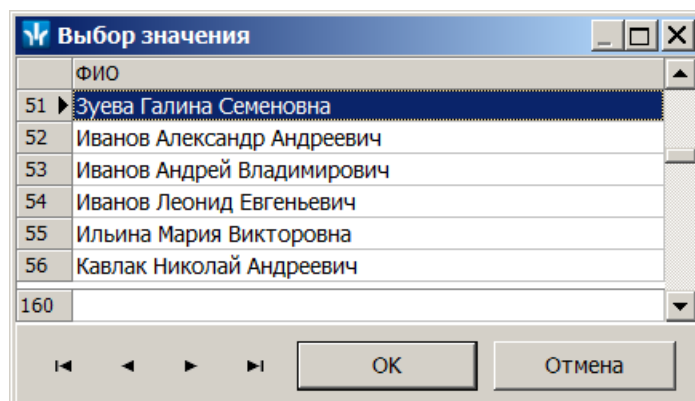 Выбор значения
ФИО
51 Зуева Галина Семеновна
52 Иванов Александр Андреевич
53 Иванов Андрей Владимирович
54 Иванов Леонид Евгеньевич
55 Ильина Мария Викторовна
56 Кавлак Николай Андреевич
160
OK Отмена